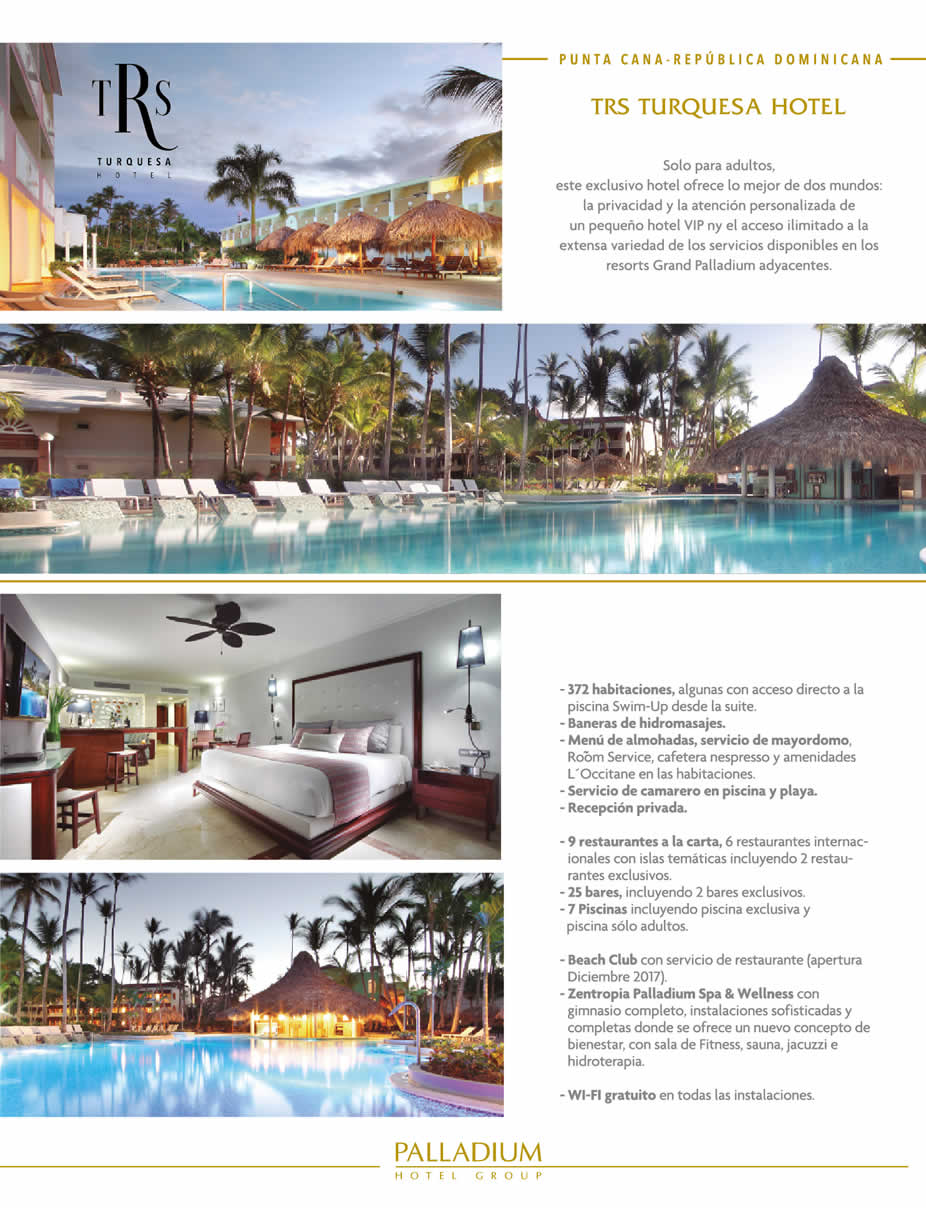 TRS
TURQUESA
HOTEL
PUNTA CANA-REPÚBLICA DOMINICANA
TRS TURQUESA HOTEL
Solo para adultos,
este exclusivo hotel ofrece lo mejor de dos mundos:
la privacidad y la atención personalizada de
un pequeño hotel VIP ny el acceso ilimitado a la
extensa variedad de los servicios disponibles en los
resorts Grand Palladium adyacentes.
- 372 habitaciones, algunas con acceso directo a la
piscina Swim-Up desde la suite.
- Baneras de hidromasajes.
- Menú de almohadas, servicio de mayordomo,
Roõm Service, cafetera nespresso y amenidades
L´Occitane en las habitaciones.
- Servicio de camarero en piscina y playa.
- Recepción privada.
- 9 restaurantes a la carta, 6 restaurantes internac-
ionales con islas temáticas incluyendo 2 restau-
rantes exclusivos.
- 25 bares, incluyendo 2 bares exclusivos.
- 7 Piscinas incluyendo piscina exclusiva y
piscina sólo adultos.
- Beach Club con servicio de restaurante (apertura
Diciembre 2017).
- Zentropia Palladium Spa & Wellness con
gimnasio completo, instalaciones sofisticadas y
completas donde se ofrece un nuevo concepto de
bienestar, con sala de Fitness, sauna, jacuzzi e
hidroterapia.
- WI-FI gratuito en todas las instalaciones.
PALLADIUM
HOTEL GROUP